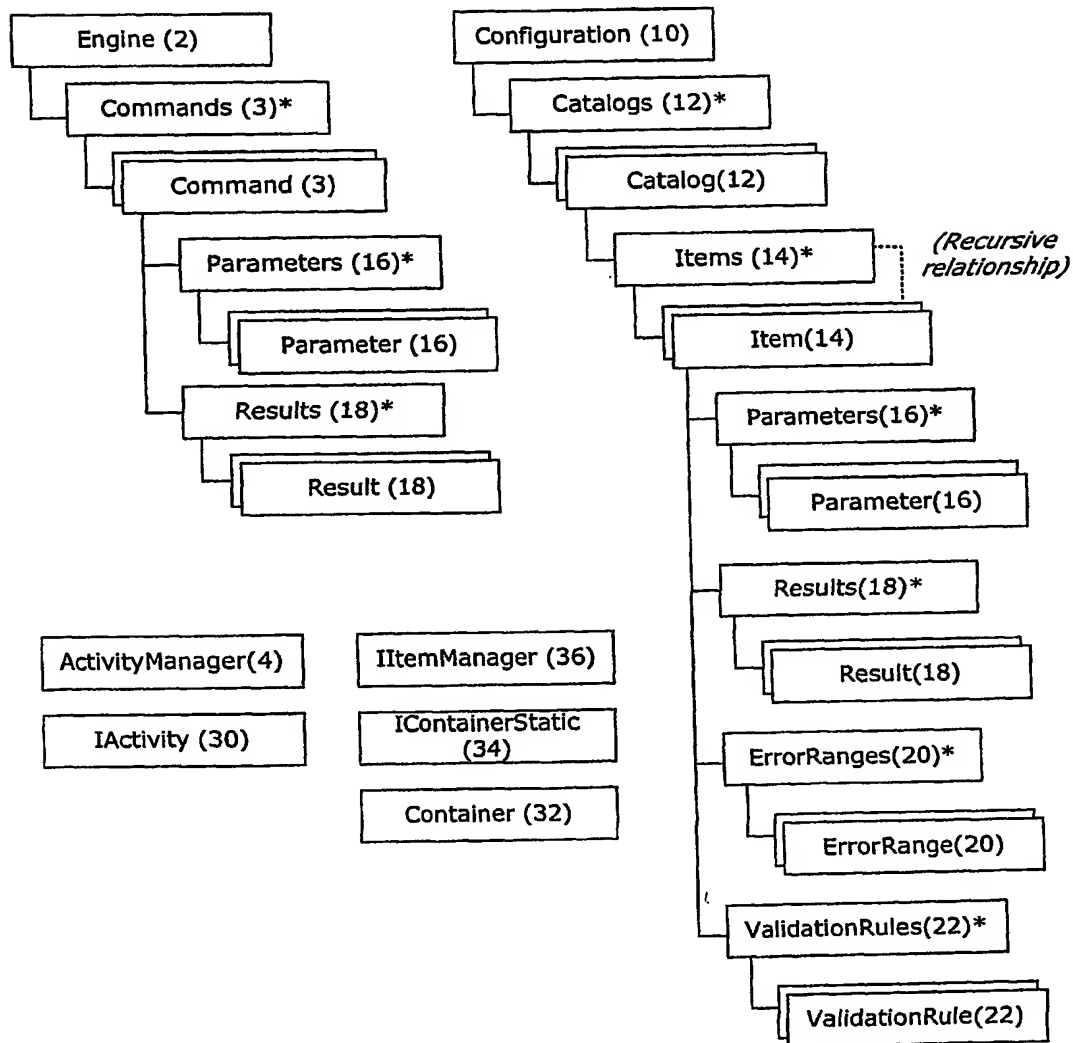 Engine (2)
Commands (3)*
Command (3)
Parameters (16)*
Parameter (16)
Results (18)*
Result (18)
Configuration (10)
Catalogs (12)*
Catalog(12)
Items (14)*
(Recursive
relationship)
Item(14)
Parameters(16)*
Parameter(16)
Results(18)*
Result(18)
ErrorRanges(20)*
ErrorRange(20)
ValidationRules(22)*
ValidationRule(22)
ActivityManager(4)
IActivity (30)
IItemManager (36)
IContainerStatic
(34)
Container (32)